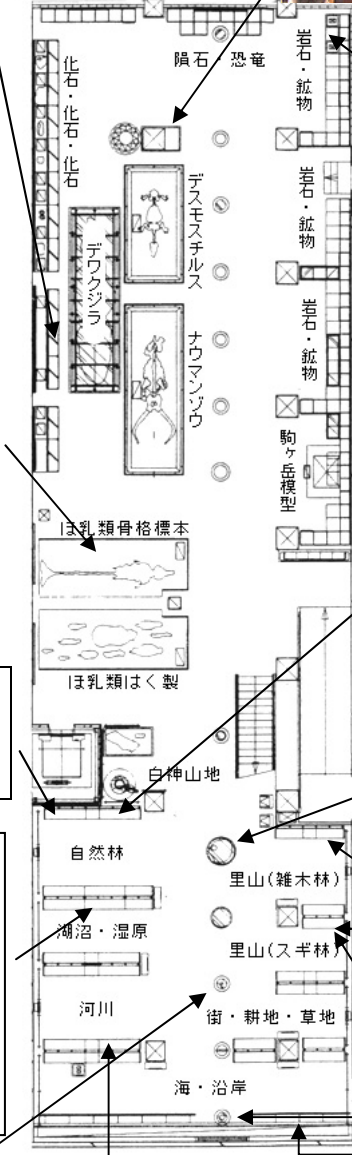 隕石・恐竜
岩石・鉱物
化石・化石・化石
岩石・鉱物
デスモスチルス
デワクジラ
岩石・鉱物
ナウマンゾウ
駒ヶ岳模型
ほ乳類骨格標本
ほ乳類はく製
白神山地
自然林
里山(雑木林)
湖沼・湿原
里山(スギ林)
河川
街・耕地・草地
海・沿岸